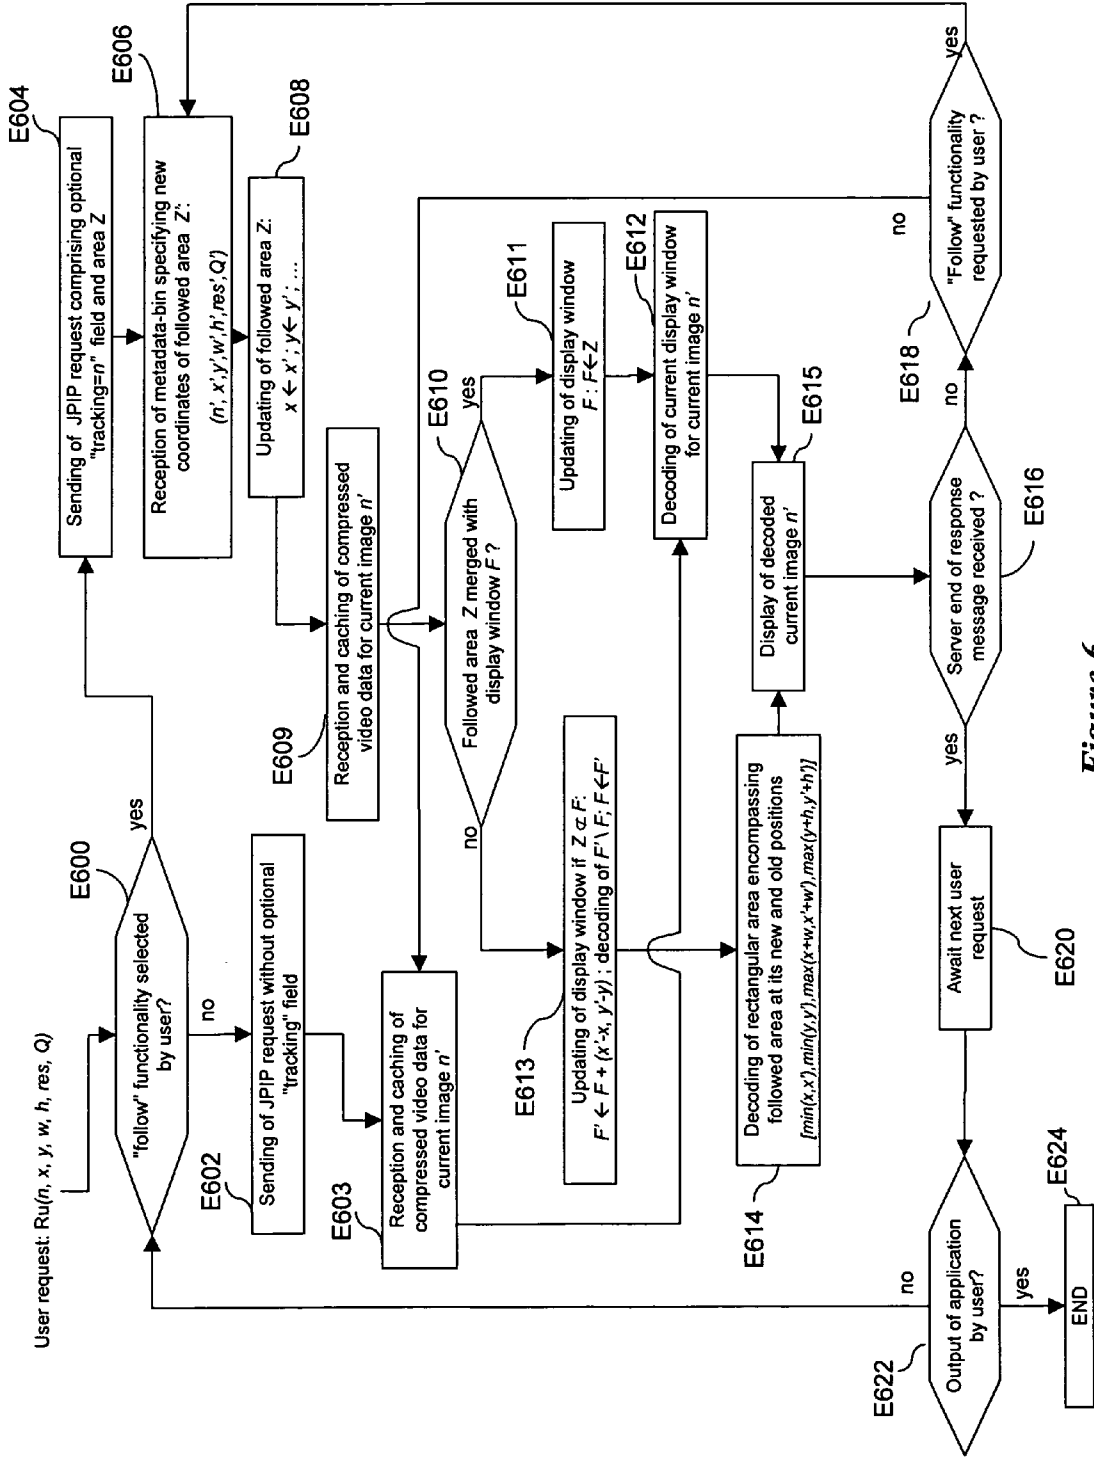 User request: Ru(n, x, y, w, h, res, Q)
E600
"follow" functionality selected
by user?
yes
no
E602
Sending of JPIP request without optional
"tracking" field
E603
Reception and caching of
compressed video data for
current image n'
E604
Sending of JPIP request comprising optional
"tracking=n" field and area Z
E606
Reception of metadata-bin specifying new
coordinates of followed area Z':
(n', x',y',w',h',res',Q')
E608
Updating of followed area Z:
x ← x' ; y← y' ; ...
E609
Reception and caching of compressed
video data for current image n'
E610
Followed area Z merged with
display window F ?
yes
no
E611
Updating of display window
F : F←Z
E612
Decoding of current display window
for current image n'
E613
Updating of display window if Z ⊄ F:
F' ← F + (x'-x, y'-y) ; decoding of F' \ F; F←F'
E614
Decoding of rectangular area encompassing
followed area at its new and old positions
[min(x,x'),min(y,y'),max(x+w,x'+w'),max(y+h,y'+h')]
E615
Display of decoded
current image n'
E616
Server end of response
message received ?
yes
no
E618
"Follow" functionality
requested by user ?
yes
no
E620
Await next user
request
E622
Output of application
by user?
no
yes
E624
END
Figure 6